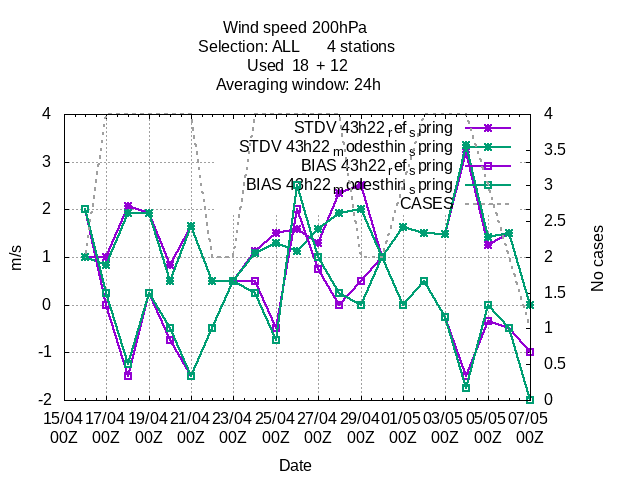 Wind speed 200hPa
Selection: ALL 4 stations
Used 18 + 12
Averaging window: 24h
STDV 43h22_ref_spring
STDV 43h22_modesthin_spring
BIAS 43h22_ref_spring
BIAS 43h22_modesthin_spring
CASES
4
3
2
1
0
-1
-2
m/s
4
3.5
3
2.5
2
1.5
1
0.5
0
No cases
15/04 17/04 19/04 21/04 23/04 25/04 27/04 29/04 01/05 03/05 05/05 07/05
00Z 00Z 00Z 00Z 00Z 00Z 00Z 00Z 00Z 00Z 00Z 00Z
Date